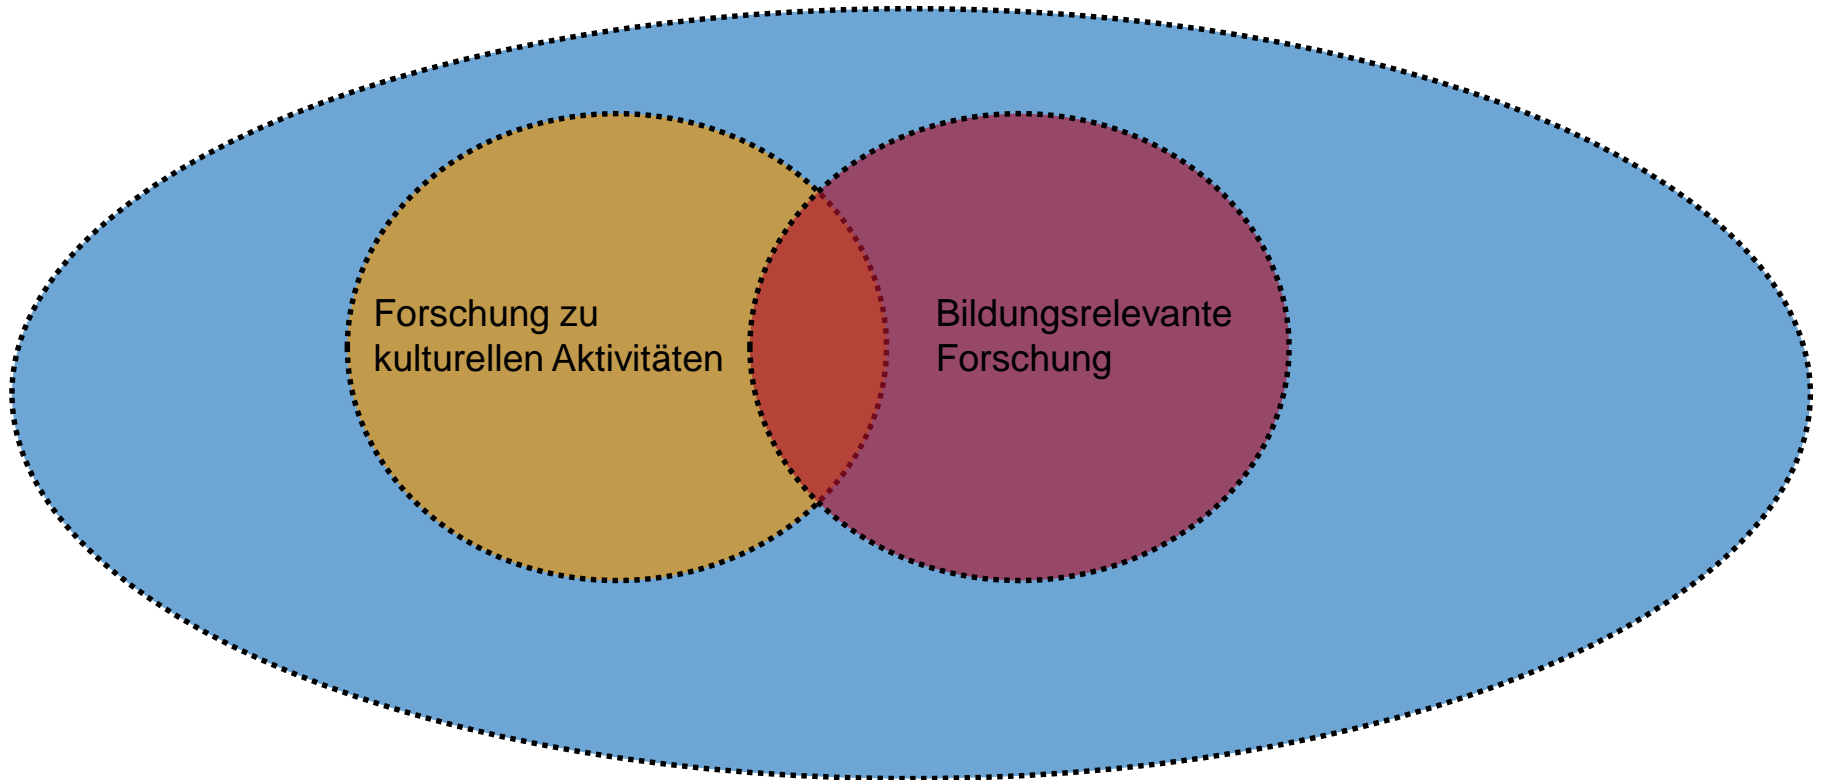 Forschung zu
kulturellen Aktivitäten
Bildungsrelevante
Forschung